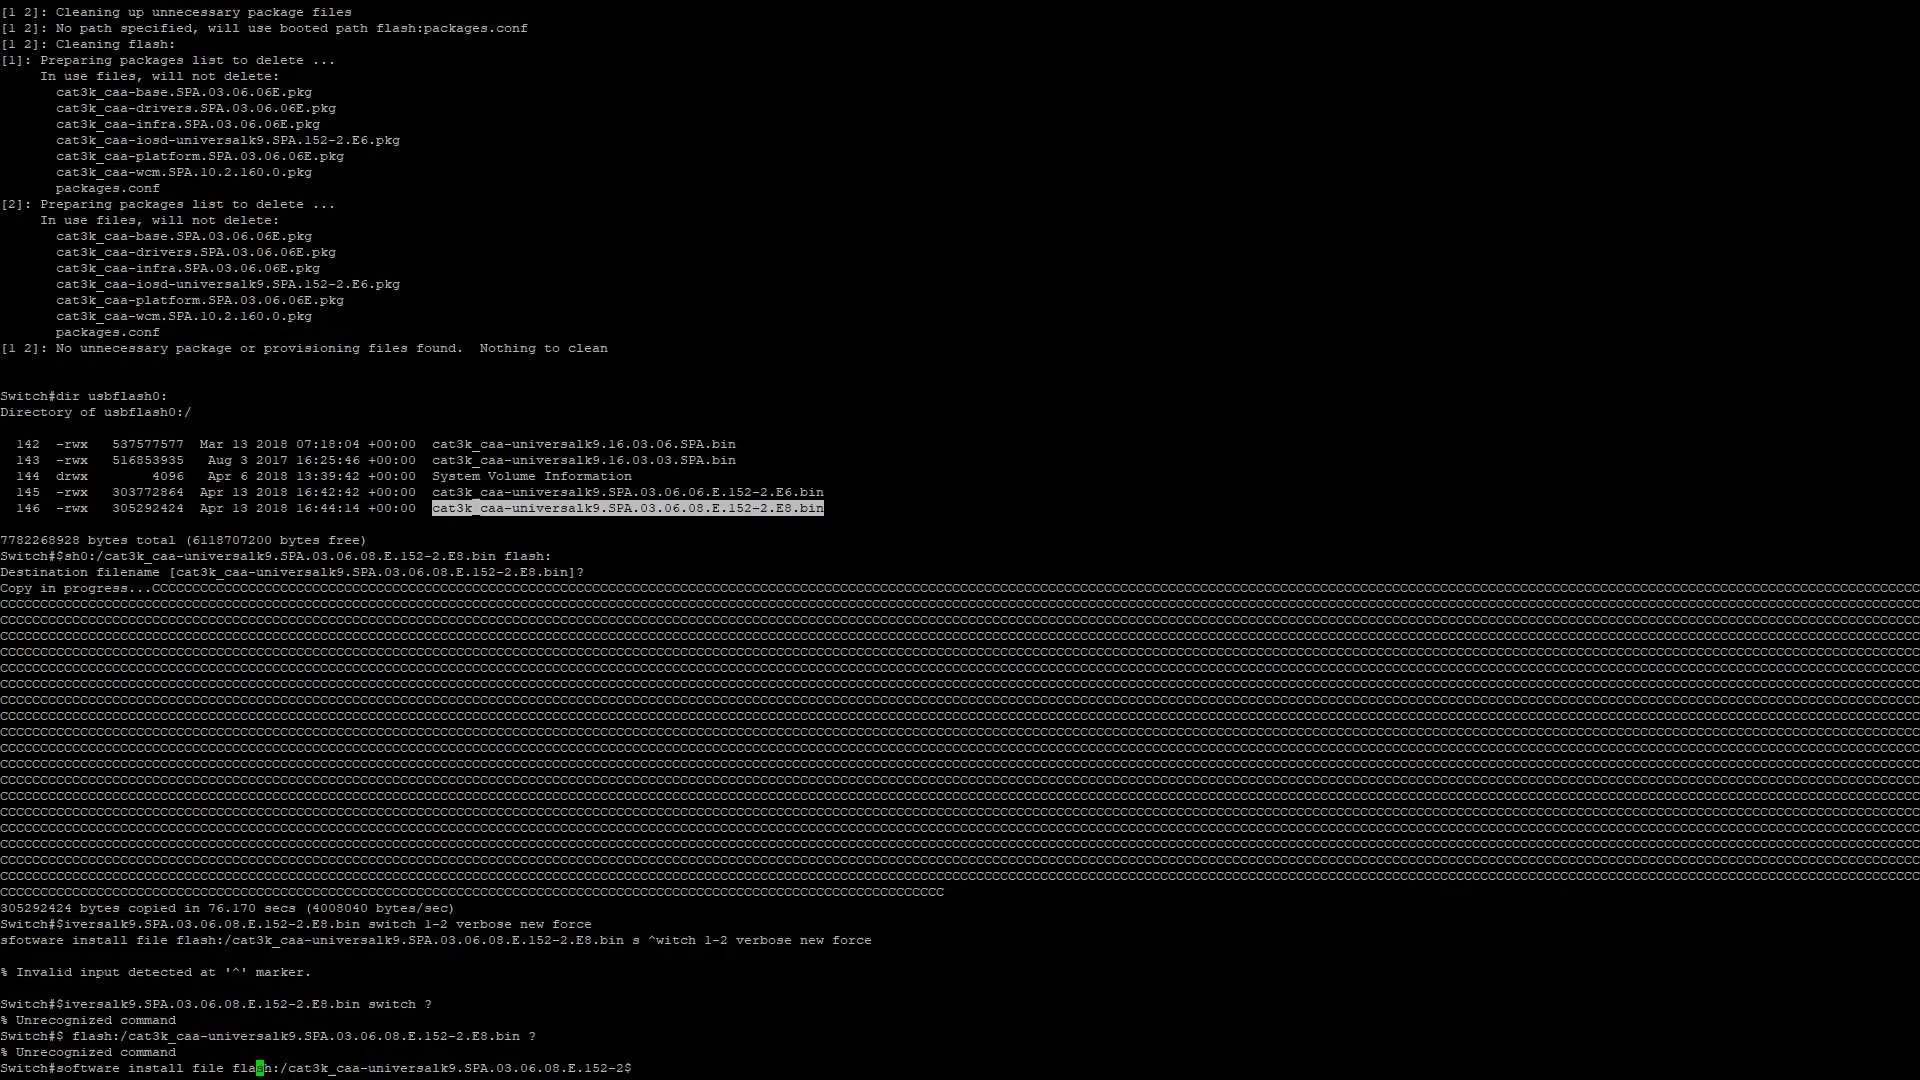 [1 2]: Cleaning up unnecessary package files
[1 2]: No path specified, will use booted path flash:packages.conf
[1 2]: Cleaning flash:
[1]: Preparing packages list to delete ...
     In use files, will not delete:
       cat3k_caa-base.SPA.03.06.06E.pkg
       cat3k_caa-drivers.SPA.03.06.06E.pkg
       cat3k_caa-infra.SPA.03.06.06E.pkg
       cat3k_caa-iosd-universalk9.SPA.152-2.E6.pkg
       cat3k_caa-platform.SPA.03.06.06E.pkg
       cat3k_caa-wcm.SPA.10.2.160.0.pkg
       packages.conf
[2]: Preparing packages list to delete ...
     In use files, will not delete:
       cat3k_caa-base.SPA.03.06.06E.pkg
       cat3k_caa-drivers.SPA.03.06.06E.pkg
       cat3k_caa-infra.SPA.03.06.06E.pkg
       cat3k_caa-iosd-universalk9.SPA.152-2.E6.pkg
       cat3k_caa-platform.SPA.03.06.06E.pkg
       cat3k_caa-wcm.SPA.10.2.160.0.pkg
       packages.conf
[1 2]: No unnecessary package or provisioning files found.  Nothing to clean
Switch#dir usbflash0:
Directory of usbflash0:/
  142  -rwx   537577577  Mar 13 2018 07:18:04 +00:00  cat3k_caa-universalk9.16.03.06.SPA.bin
  143  -rwx   516853935   Aug 3 2017 16:25:46 +00:00  cat3k_caa-universalk9.16.03.03.SPA.bin
  144  drwx        4096   Apr 6 2018 13:39:42 +00:00  System Volume Information
  145  -rwx   303772864  Apr 13 2018 16:42:42 +00:00  cat3k_caa-universalk9.SPA.03.06.06.E.152-2.E6.bin
  146  -rwx   305292424  Apr 13 2018 16:44:14 +00:00  cat3k_caa-universalk9.SPA.03.06.08.E.152-2.E8.bin
7782268928 bytes total (6118707200 bytes free)
Switch#$sh0:/cat3k_caa-universalk9.SPA.03.06.08.E.152-2.E8.bin flash:
Destination filename [cat3k_caa-universalk9.SPA.03.06.08.E.152-2.E8.bin]?
Copy in progress...
305292424 bytes copied in 76.170 secs (4008040 bytes/sec)
Switch#$iversalk9.SPA.03.06.08.E.152-2.E8.bin switch 1-2 verbose new force
sfotware install file flash:/cat3k_caa-universalk9.SPA.03.06.08.E.152-2.E8.bin s ^witch 1-2 verbose new force
% Invalid input detected at '^' marker.
Switch#$iversalk9.SPA.03.06.08.E.152-2.E8.bin switch ?
% Unrecognized command
Switch#$ flash:/cat3k_caa-universalk9.SPA.03.06.08.E.152-2.E8.bin ?
% Unrecognized command
Switch#software install file flash:/cat3k_caa-universalk9.SPA.03.06.08.E.152-2$